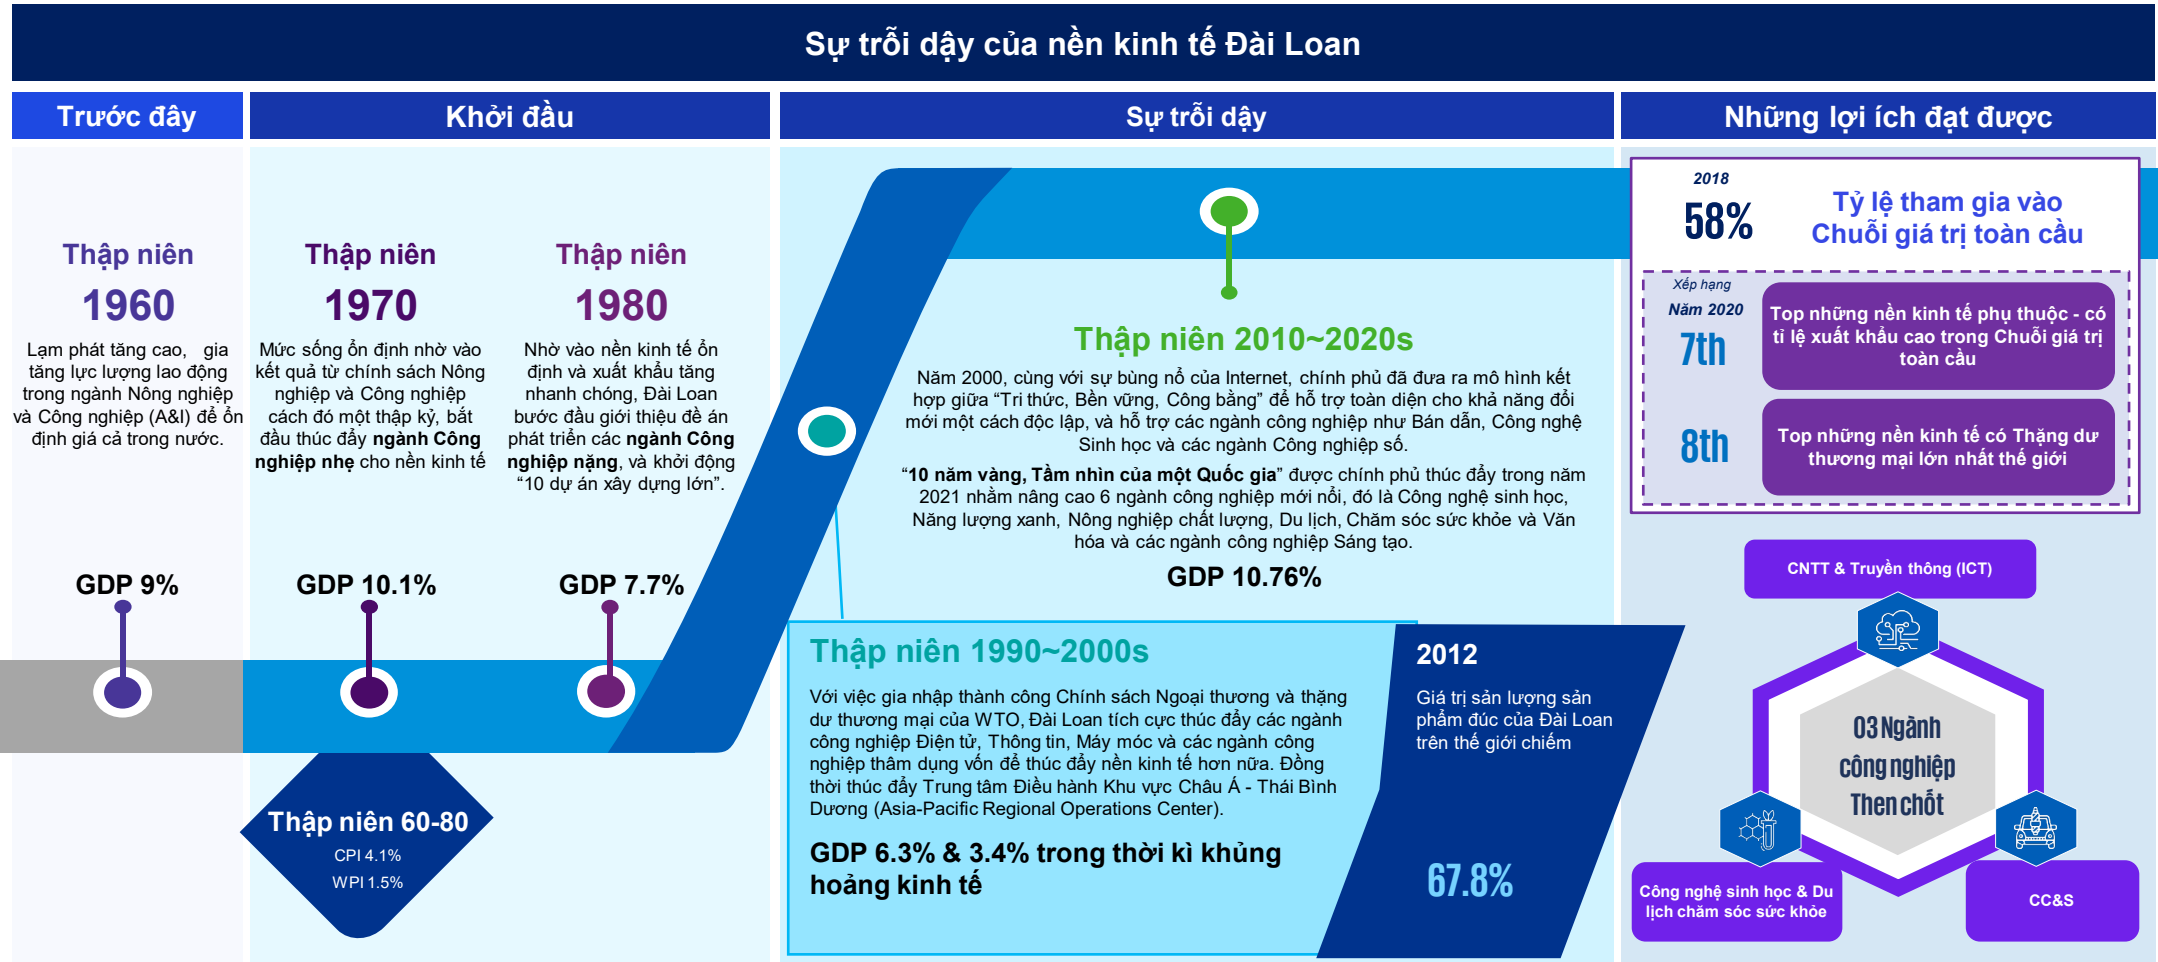 Sự trỗi dậy của nền kinh tế Đài Loan
Trước đây
Khởi đầu
Sự trỗi dậy
Những lợi ích đạt được
Thập niên
1960
Lạm phát tăng cao, gia
tăng lực lượng lao động
trong ngành Nông nghiệp
và Công nghiệp (A&I) để ổn
định giá cả trong nước.
GDP 9%
Thập niên
1970
Mức sống ổn định nhờ vào
kết quả từ chính sách Nông
nghiệp và Công nghiệp
cách đó một thập kỷ, bắt
đầu thúc đẩy ngành Công
nghiệp nhẹ cho nền kinh tế
GDP 10.1%
Thập niên
1980
Nhờ vào nền kinh tế ổn
định và xuất khẩu tăng
nhanh chóng, Đài Loan
bước đầu giới thiệu đề án
phát triển các ngành Công
nghiệp nặng, và khởi động
“10 dự án xây dựng lớn”.
GDP 7.7%
Thập niên 60-80
CPI 4.1%
WPI 1.5%
Thập niên 2010~2020s
Năm 2000, cùng với sự bùng nổ của Internet, chính phủ đã đưa ra mô hình kết
hợp giữa “Tri thức, Bền vững, Công bằng” để hỗ trợ toàn diện cho khả năng đổi
mới một cách độc lập, và hỗ trợ các ngành công nghiệp như Bán dẫn, Công nghệ
Sinh học và các ngành Công nghiệp số.
“10 năm vàng, Tầm nhìn của một Quốc gia” được chính phủ thúc đẩy trong năm
2021 nhằm nâng cao 6 ngành công nghiệp mới nổi, đó là Công nghệ sinh học,
Năng lượng xanh, Nông nghiệp chất lượng, Du lịch, Chăm sóc sức khỏe và Văn
hóa và các ngành công nghiệp Sáng tạo.
GDP 10.76%
Thập niên 1990~2000s
Với việc gia nhập thành công Chính sách Ngoại thương và thặng
dư thương mại của WTO, Đài Loan tích cực thúc đẩy các ngành
công nghiệp Điện tử, Thông tin, Máy móc và các ngành công
nghiệp thâm dụng vốn để thúc đẩy nền kinh tế hơn nữa. Đồng
thời thúc đẩy Trung tâm Điều hành Khu vực Châu Á - Thái Bình
Dương (Asia-Pacific Regional Operations Center).
GDP 6.3% & 3.4% trong thời kì khủng
hoảng kinh tế
2012
Giá trị sản lượng sản
phẩm đúc của Đài Loan
trên thế giới chiếm
67.8%
2018
58%
Tỷ lệ tham gia vào
Chuỗi giá trị toàn cầu
Xếp hạng
Năm 2020
7th
Top những nền kinh tế phụ thuộc - có
tỉ lệ xuất khẩu cao trong Chuỗi giá trị
toàn cầu
8th
Top những nền kinh tế có Thặng dư
thương mại lớn nhất thế giới
CNTT & Truyền thông (ICT)
03 Ngành
công nghiệp
Then chốt
Công nghệ sinh học & Du
lịch chăm sóc sức khỏe
CC&S